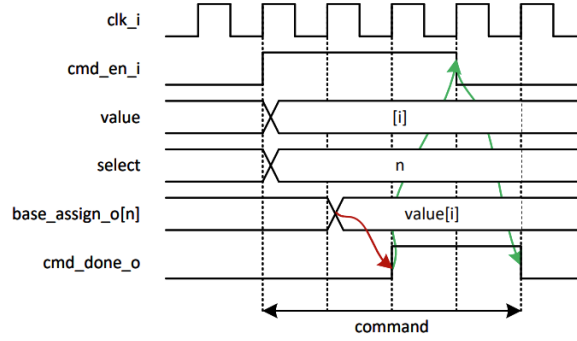 clk_i
cmd_en_i
value [i]
select n
base_assign_o[n] value[i]
cmd_done_o
command